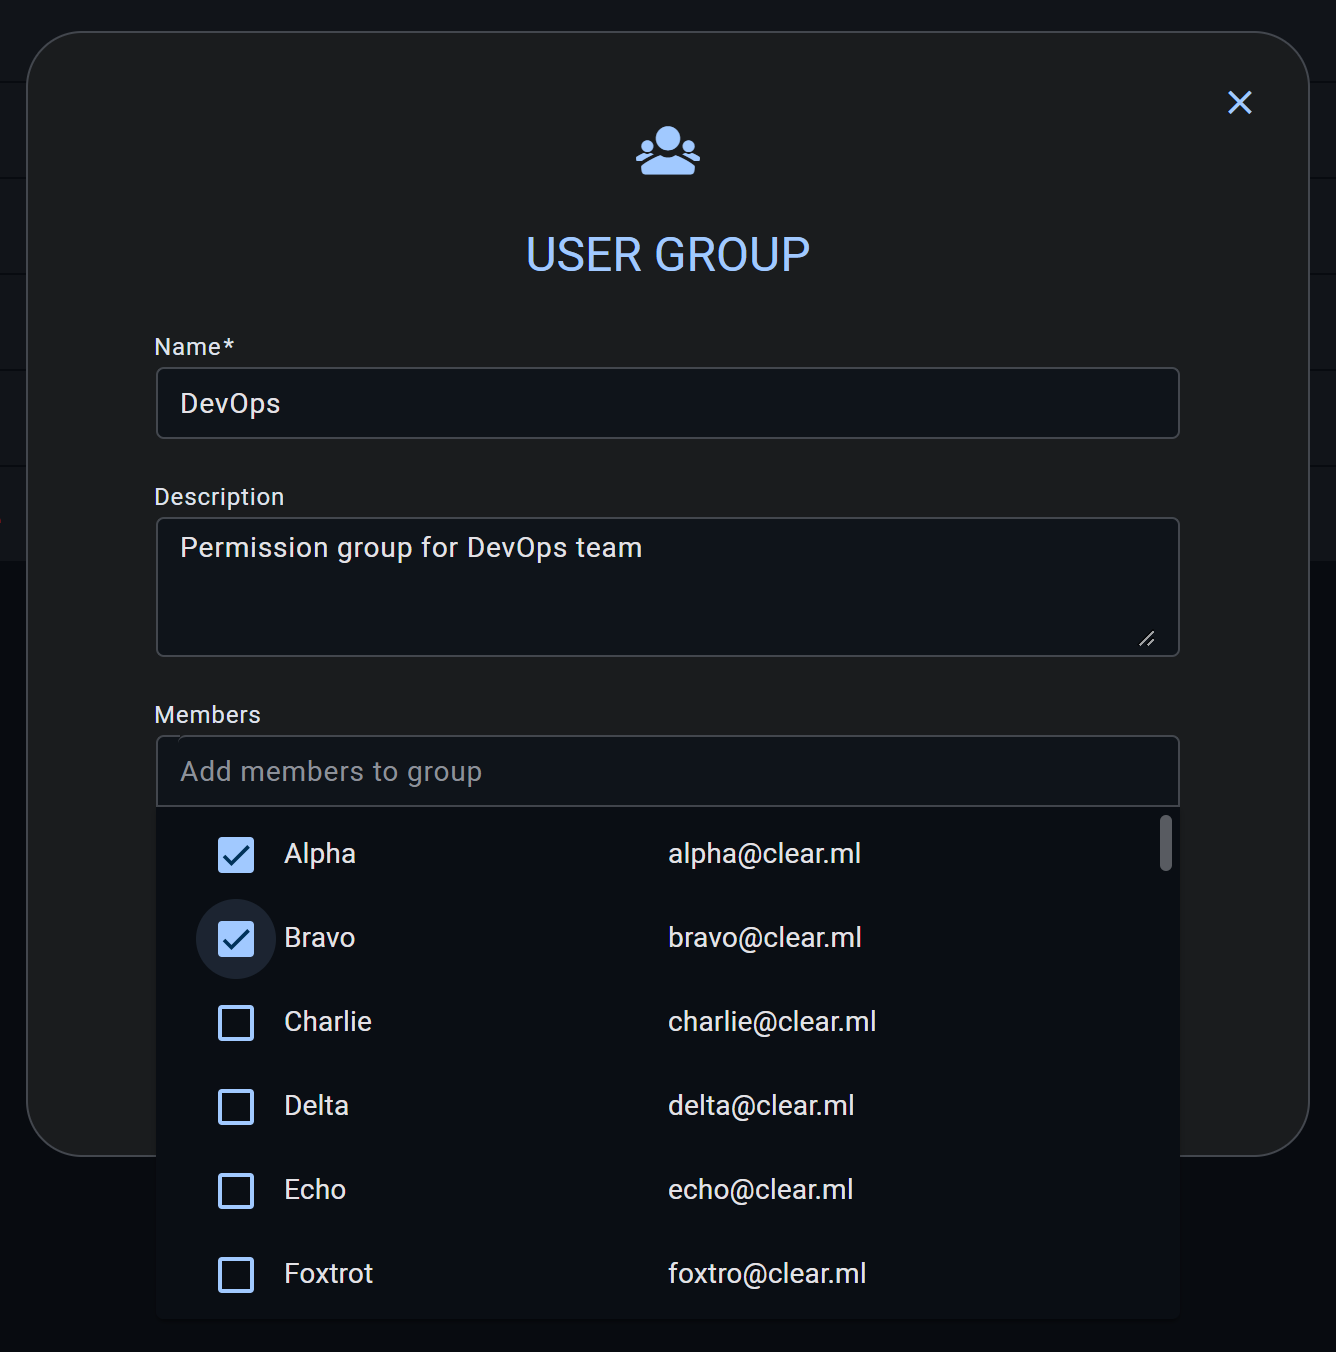 USER GROUP
Name*
DevOps
Description
Permission group for DevOps team
Members
Add members to group
Alpha alpha@clear.ml
Bravo bravo@clear.ml
Charlie charlie@clear.ml
Delta delta@clear.ml
Echo echo@clear.ml
Foxtrot foxtro@clear.ml